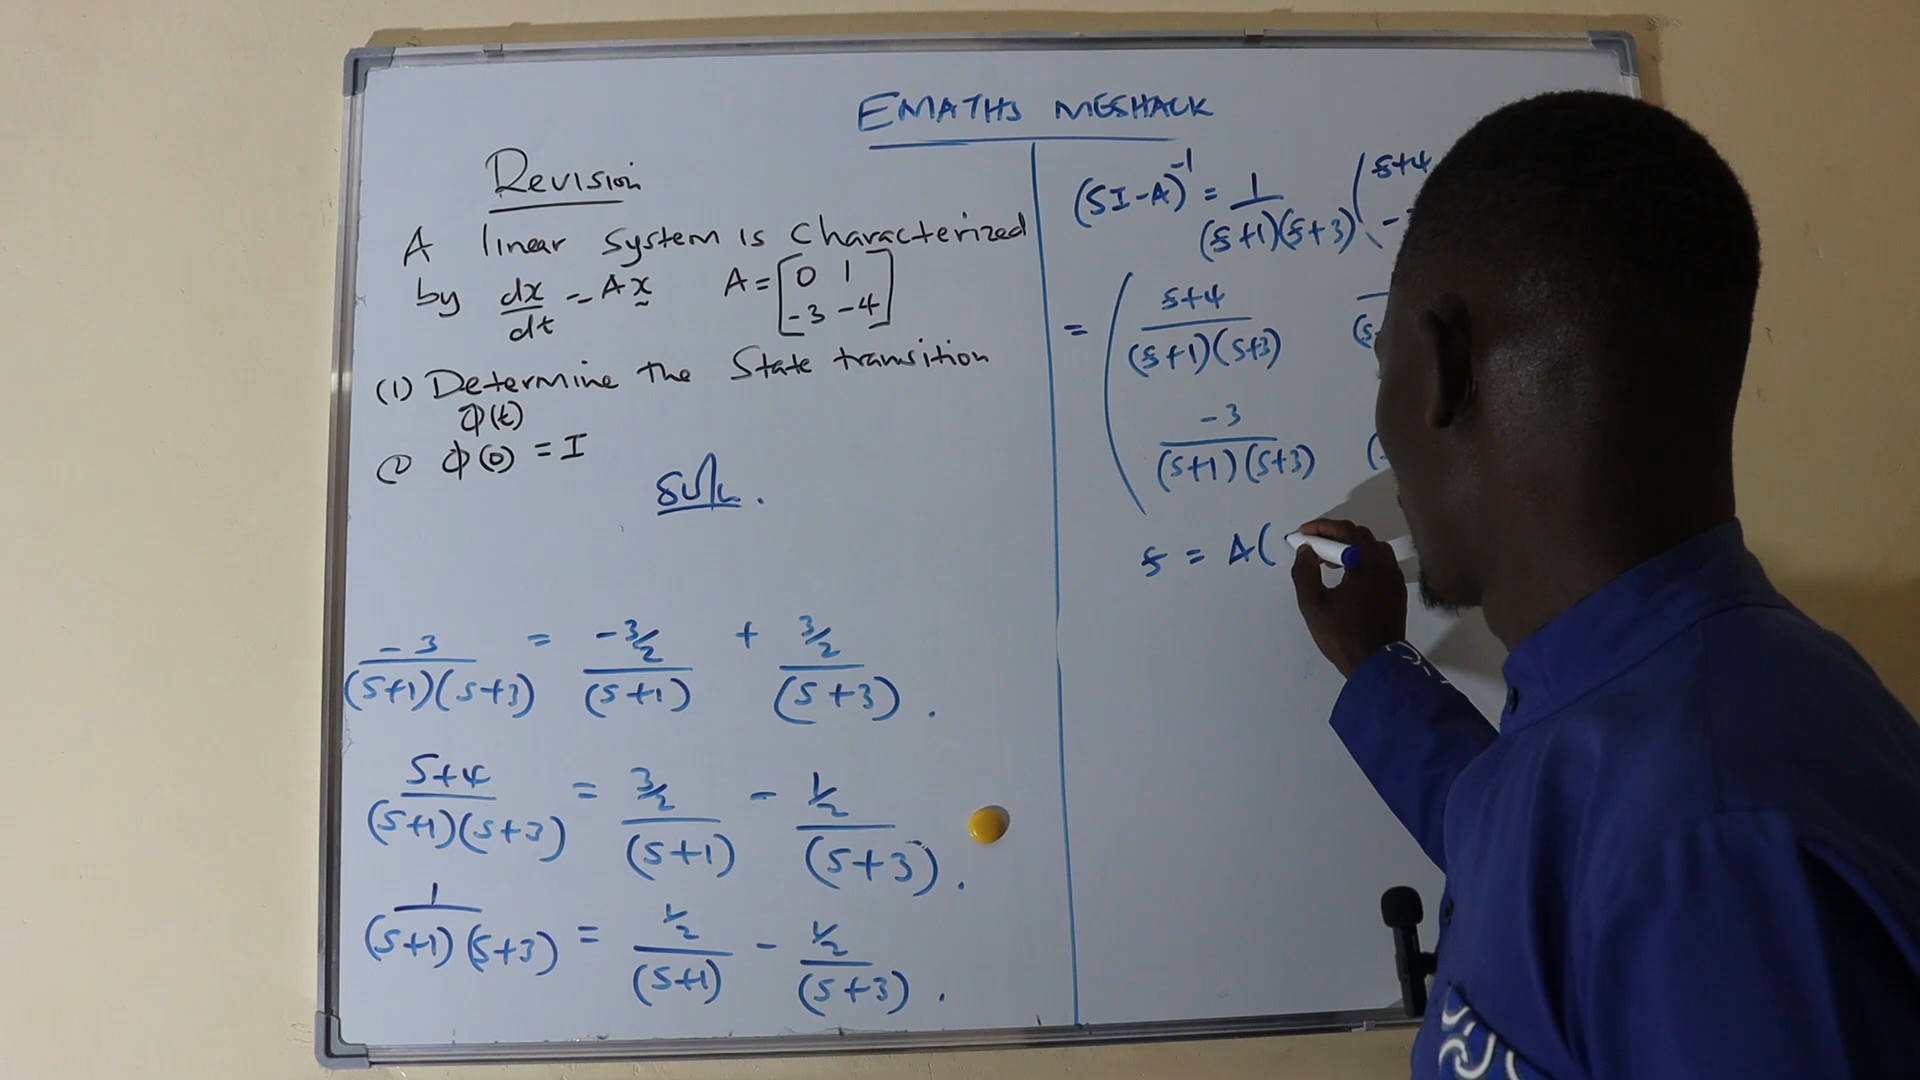 EMATHS MESHACK
Revision
A linear system is Characterized
by dx/dt = Ax A = [0 1
-3 -4]
(1) Determine the State transition
Φ(t)
Φ(0) = I
Soln.
-3/(s+1)(s+3) = -3/2/(s+1) + 3/2/(s+3).
s+4/(s+1)(s+3) = 3/2/(s+1) - 1/2/(s+3).
1/(s+1)(s+3) = 1/2/(s+1) - 1/2/(s+3).
(SI-A)^-1 = 1/(s+1)(s+3) (s+4
= (s+4/(s+1)(s+3)
-3/(s+1)(s+3)
s = A(